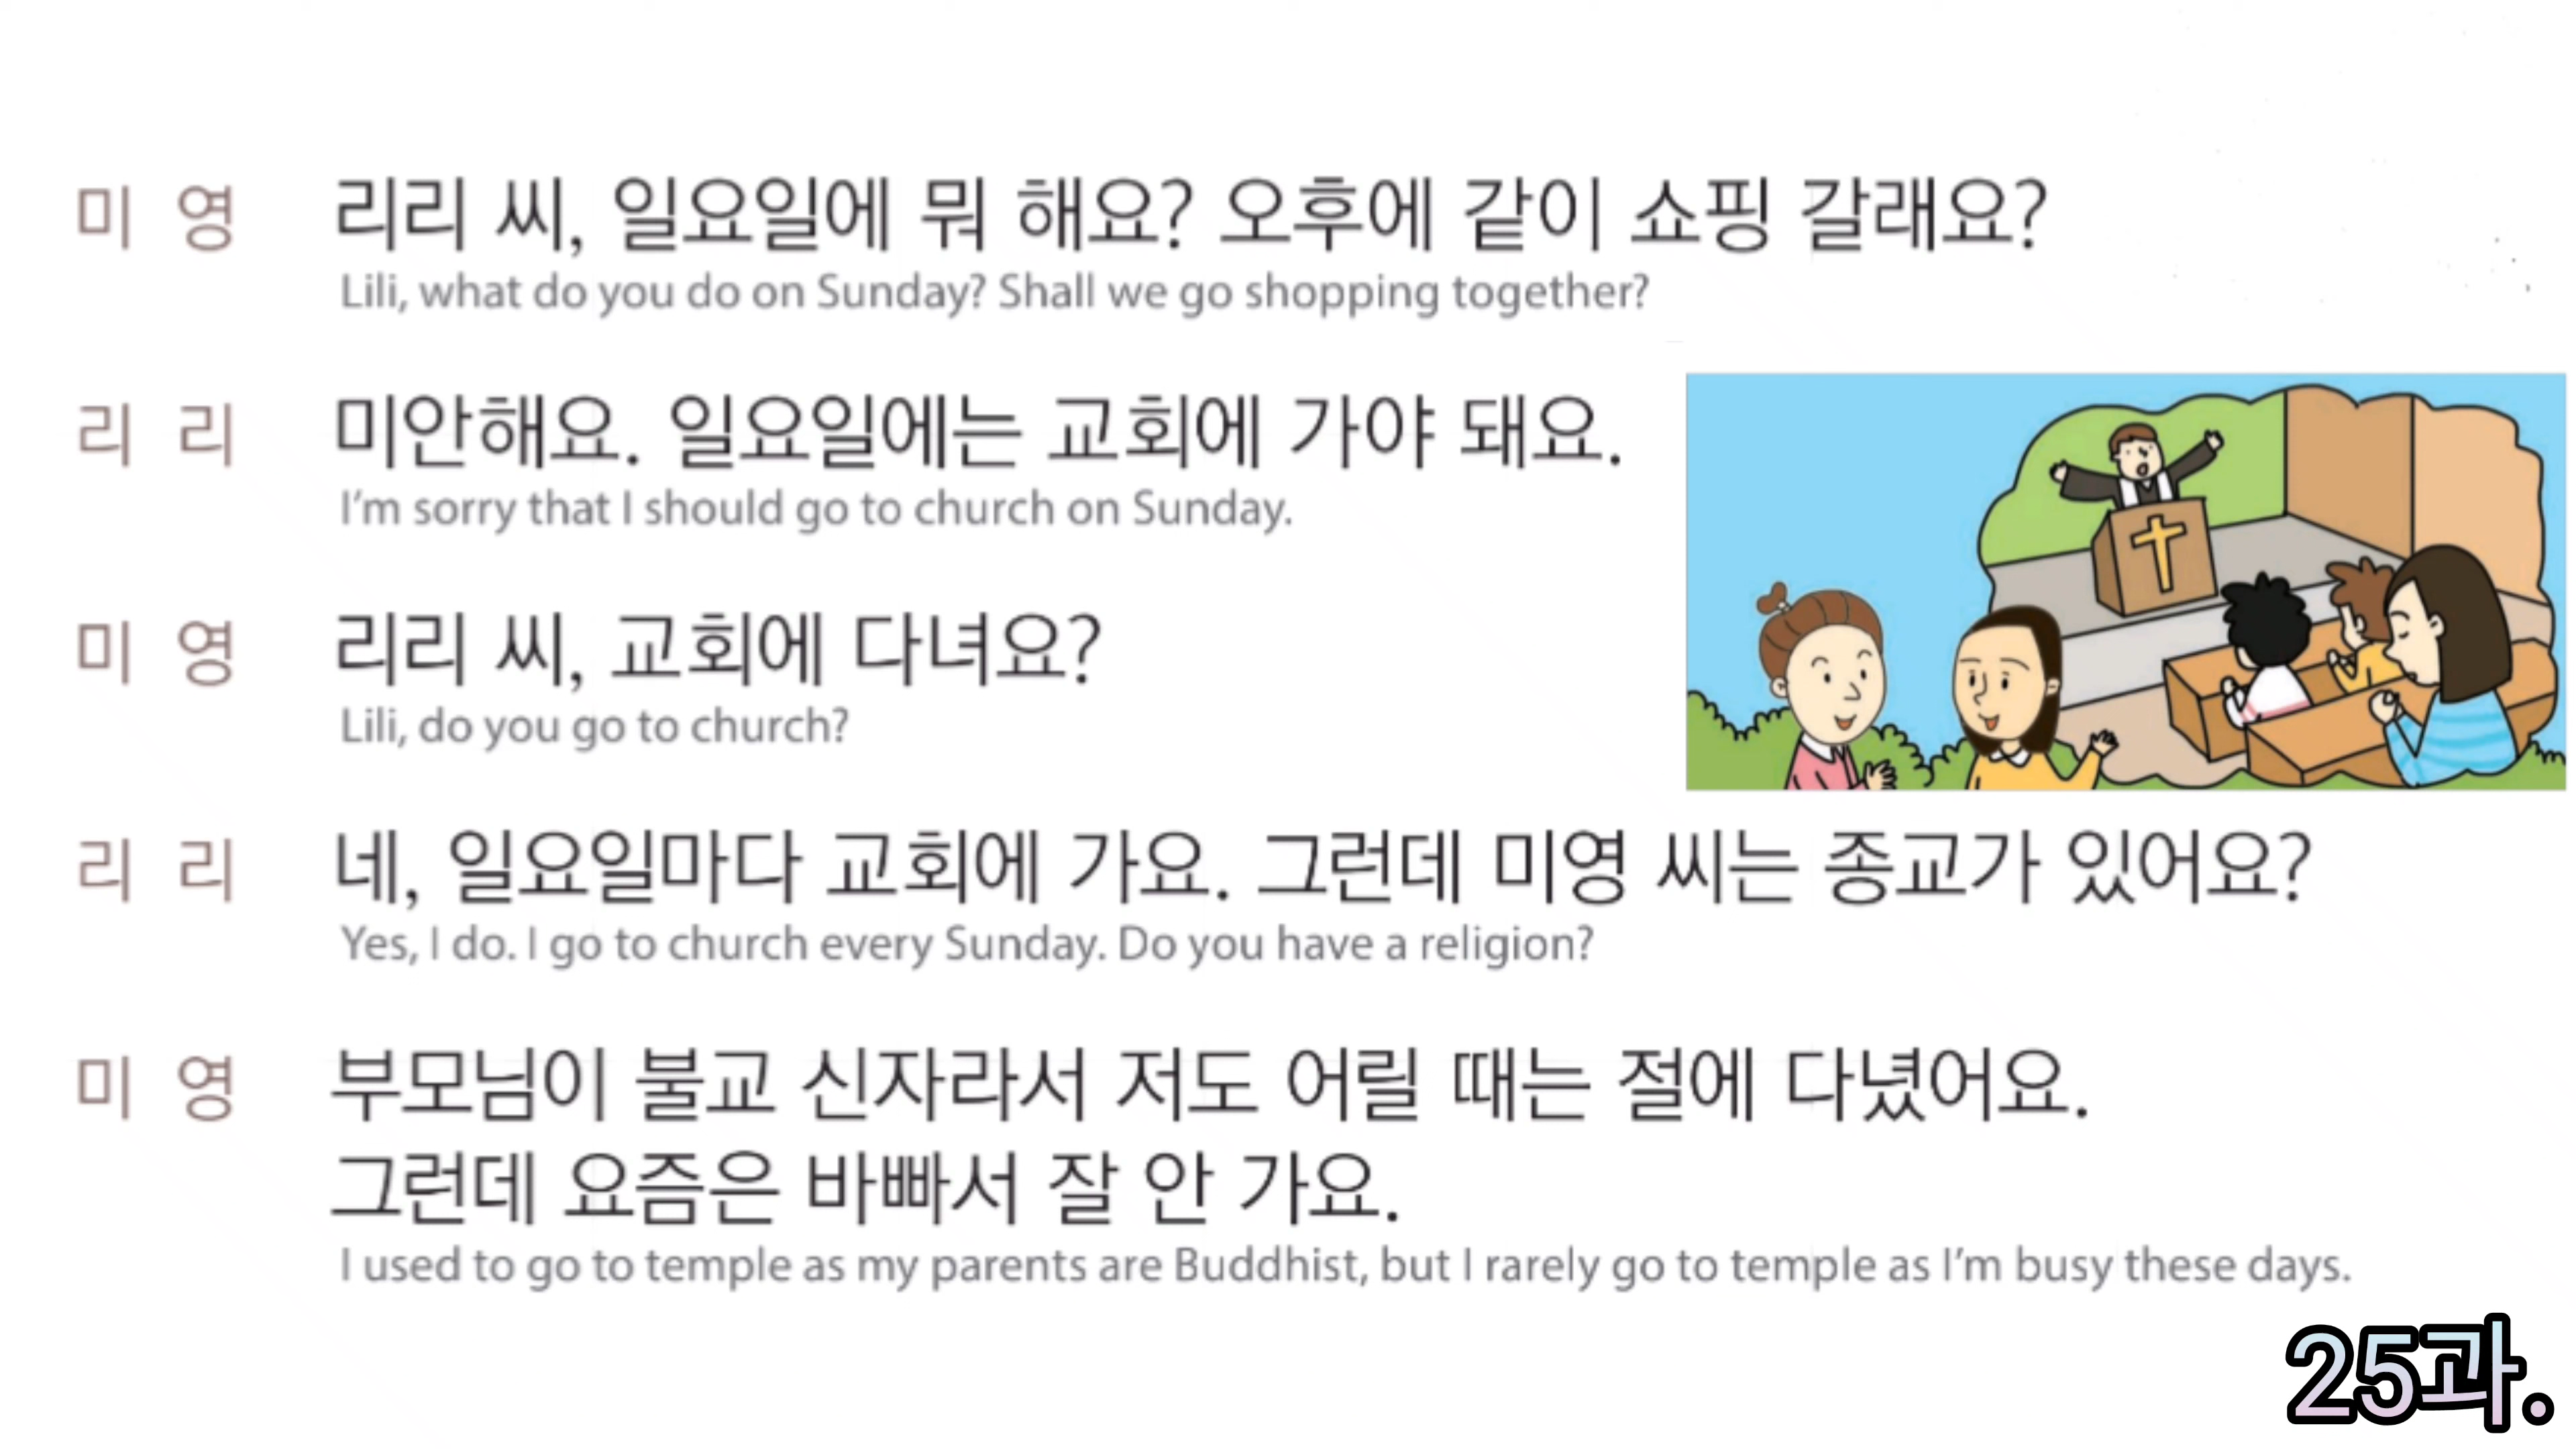 미 영 리리 씨, 일요일에 뭐 해요? 오후에 같이 쇼핑 갈래요?
Lili, what do you do on Sunday? Shall we go shopping together?
리 리 미안해요. 일요일에는 교회에 가야 돼요.
I'm sorry that I should go to church on Sunday.
미 영 리리 씨, 교회에 다녀요?
Lili, do you go to church?
리 리 네, 일요일마다 교회에 가요. 그런데 미영 씨는 종교가 있어요?
Yes, I do. I go to church every Sunday. Do you have a religion?
미 영 부모님이 불교 신자라서 저도 어릴 때는 절에 다녔어요.
그런데 요즘은 바빠서 잘 안 가요.
I used to go to temple as my parents are Buddhist, but I rarely go to temple as I'm busy these days.
25과.